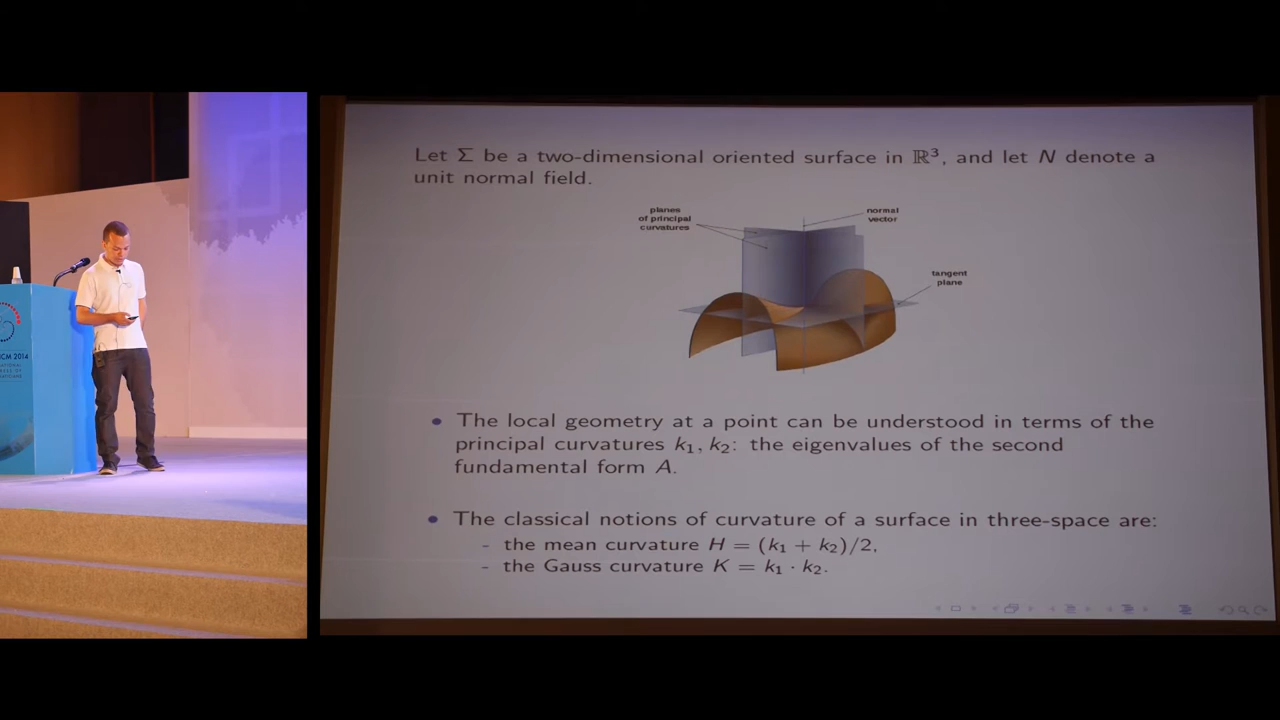 Let Σ be a two-dimensional oriented surface in ℝ³, and let N denote a
unit normal field.
planes
of principal
curvatures
normal
vector
tangent
plane
• The local geometry at a point can be understood in terms of the
principal curvatures k₁, k₂: the eigenvalues of the second
fundamental form A.
• The classical notions of curvature of a surface in three-space are:
- the mean curvature H = (k₁ + k₂)/2,
- the Gauss curvature K = k₁ · k₂.
2014